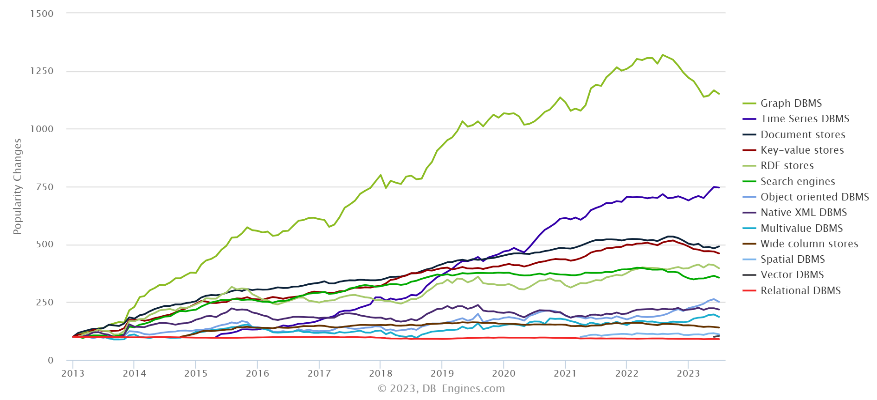 1500
1250
1000
750
500
250
0
Popularity Changes
2013
2014
2015
2016
2017
2018
2019
2020
2021
2022
2023
© 2023, DB-Engines.com
Graph DBMS
Time Series DBMS
Document stores
Key-value stores
RDF stores
Search engines
Object oriented DBMS
Native XML DBMS
Multivalue DBMS
Wide column stores
Spatial DBMS
Vector DBMS
Relational DBMS